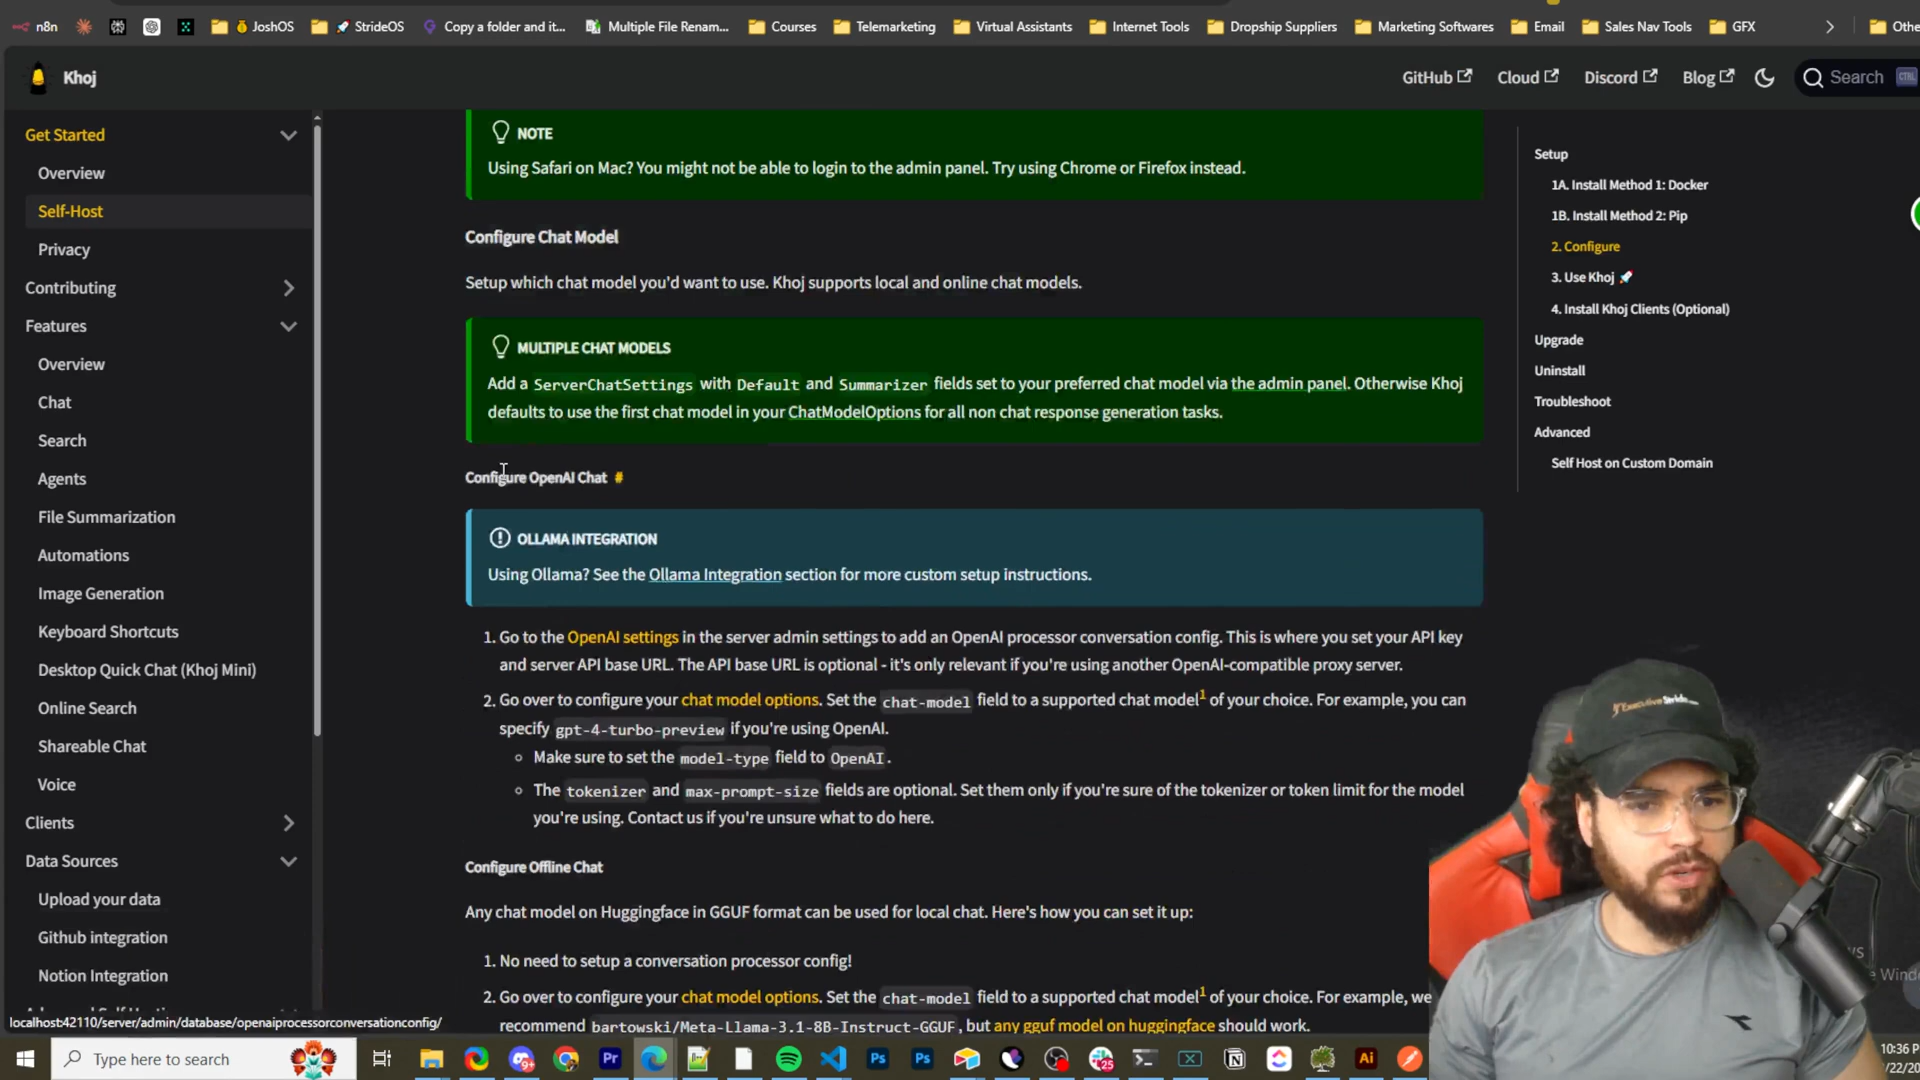 n8n
JoshOS
StrideOS
Copy a folder and it...
Multiple File Renam...
Courses
Telemarketing
Virtual Assistants
Internet Tools
Dropship Suppliers
Marketing Softwares
Email
Sales Nav Tools
GFX
Othe
Khoj
GitHub
Cloud
Discord
Blog
Search
CTRL
Get Started
Overview
Self-Host
Privacy
Contributing
Features
Overview
Chat
Search
Agents
File Summarization
Automations
Image Generation
Keyboard Shortcuts
Desktop Quick Chat (Khoj Mini)
Online Search
Shareable Chat
Voice
Clients
Data Sources
Upload your data
Github integration
Notion Integration
NOTE
Using Safari on Mac? You might not be able to login to the admin panel. Try using Chrome or Firefox instead.
Configure Chat Model
Setup which chat model you'd want to use. Khoj supports local and online chat models.
MULTIPLE CHAT MODELS
Add a ServerChatSettings with Default and Summarizer fields set to your preferred chat model via the admin panel. Otherwise Khoj
defaults to use the first chat model in your ChatModelOptions for all non chat response generation tasks.
Configure OpenAI Chat #
OLLAMA INTEGRATION
Using Ollama? See the Ollama Integration section for more custom setup instructions.
1. Go to the OpenAI settings in the server admin settings to add an OpenAI processor conversation config. This is where you set your API key
and server API base URL. The API base URL is optional - it's only relevant if you're using another OpenAI-compatible proxy server.
2. Go over to configure your chat model options. Set the chat-model field to a supported chat model1 of your choice. For example, you can
specify gpt-4-turbo-preview if you're using OpenAI.
Make sure to set the model-type field to OpenAI.
The tokenizer and max-prompt-size fields are optional. Set them only if you're sure of the tokenizer or token limit for the model
you're using. Contact us if you're unsure what to do here.
Configure Offline Chat
Any chat model on Huggingface in GGUF format can be used for local chat. Here's how you can set it up:
1. No need to setup a conversation processor config!
2. Go over to configure your chat model options. Set the chat-model field to a supported chat model1 of your choice. For example, we
recommend bartowski/Meta-Llama-3.1-8B-Instruct-GGUF, but any gguf model on huggingface should work.
Setup
1A. Install Method 1: Docker
1B. Install Method 2: Pip
2. Configure
3. Use Khoj
4. Install Khoj Clients (Optional)
Upgrade
Uninstall
Troubleshoot
Advanced
Self Host on Custom Domain
localhost:42110/server/admin/database/openaiprocessorconversationconfig/
Type here to search
Pr
Ps
Ps
25
Ai
10:36 P
/22/20